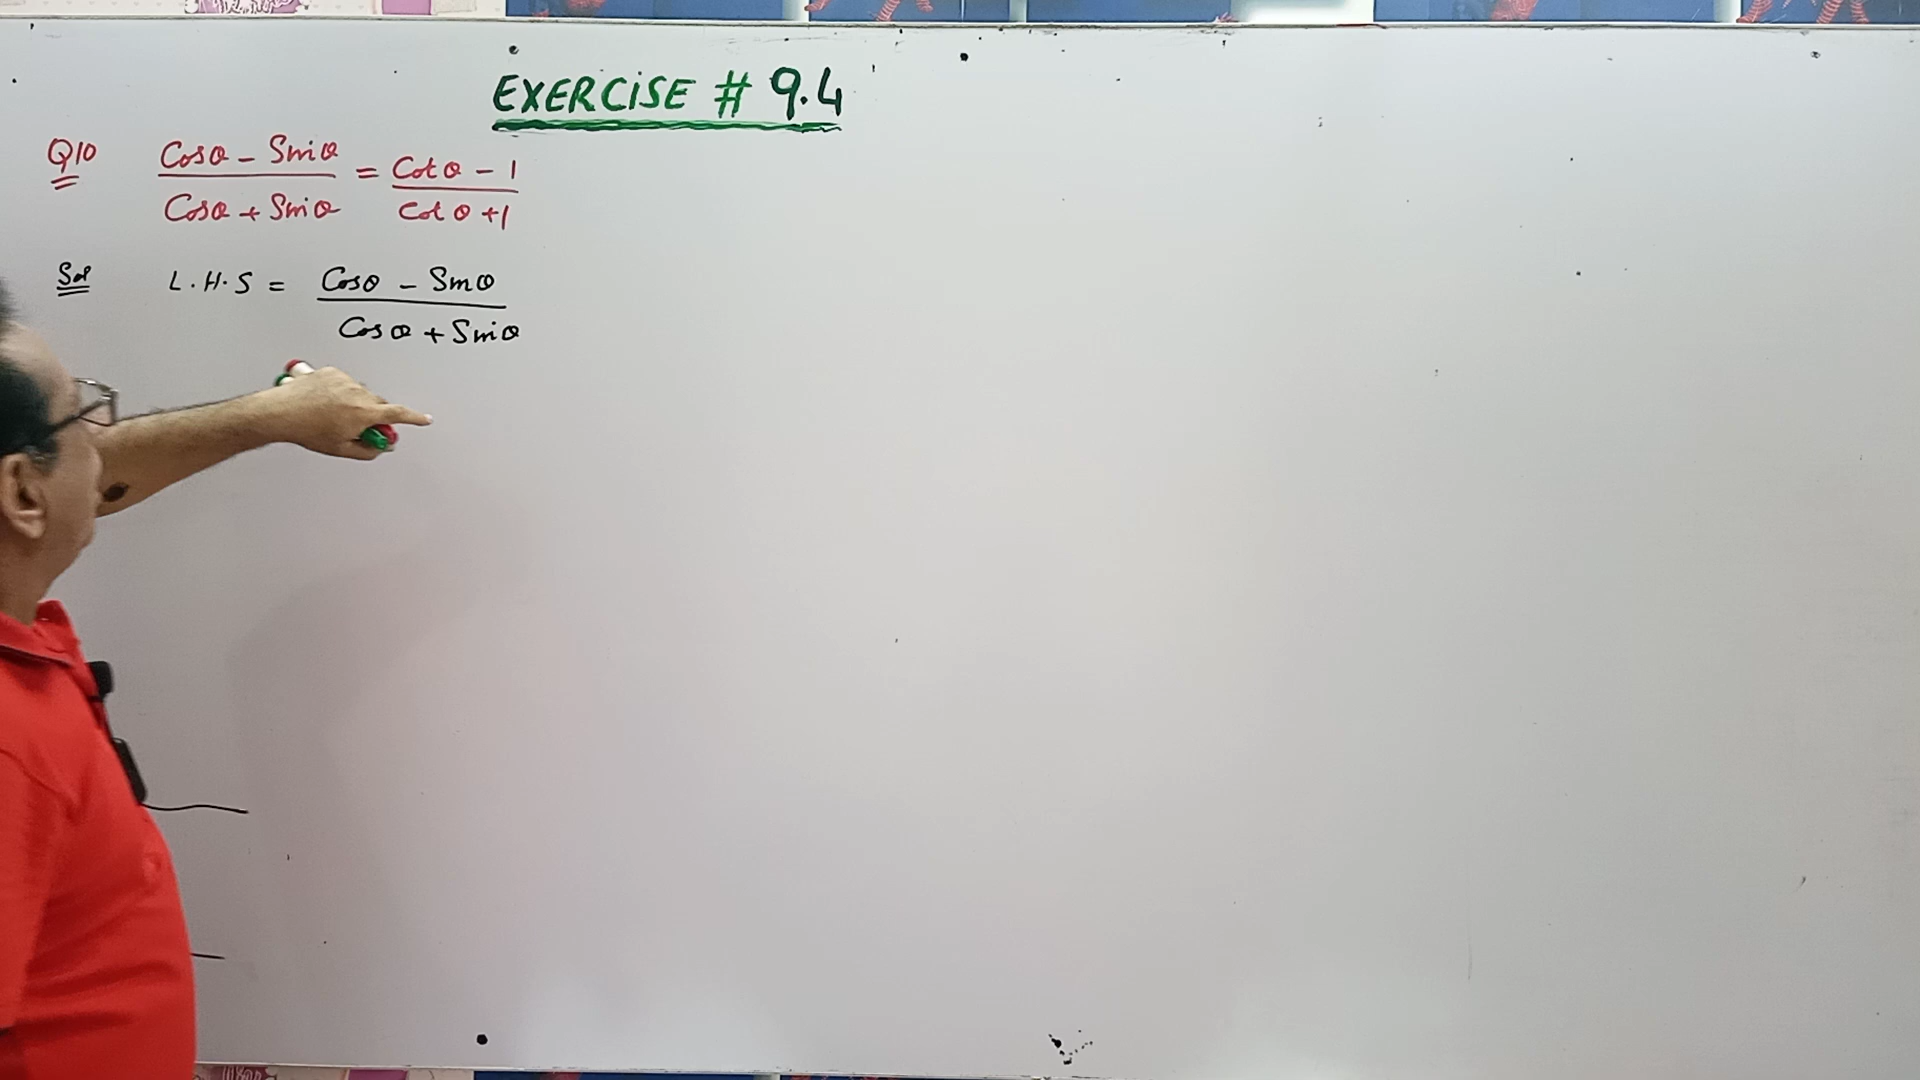 EXERCISE # 9.4
Q10 Cosθ - Sinθ / Cosθ + Sinθ = Cotθ - 1 / Cotθ + 1
Sol L.H.S = Cosθ - Sinθ / Cosθ + Sinθ